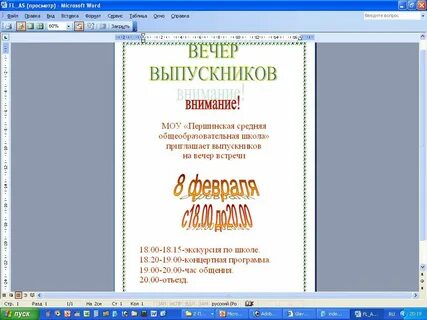 FL_A5 [просмотр] - Microsoft Word
Файл Правка Вид Вставка Формат Сервис Таблица Окно Справка
Введите вопрос
60%
Закрыть
ВЕЧЕР
ВЫПУСКНИКОВ
внимание!
МОУ «Першинская средняя
общеобразовательная школа»
приглашает выпускников
на вечер встречи
8 февраля
с18.00 до20.00
18.00-18.15-экскурсия по школе.
18.20-19.00-концертная программа.
19.00-20.00-час общения.
20.00-отъезд.
Стр. 1 Разд 1 1/1 На 2см Ст 1 Кол 1 ЗАП ИСПР ВДЛ ЗАМ русский (Ро
пуск
RU 20:19